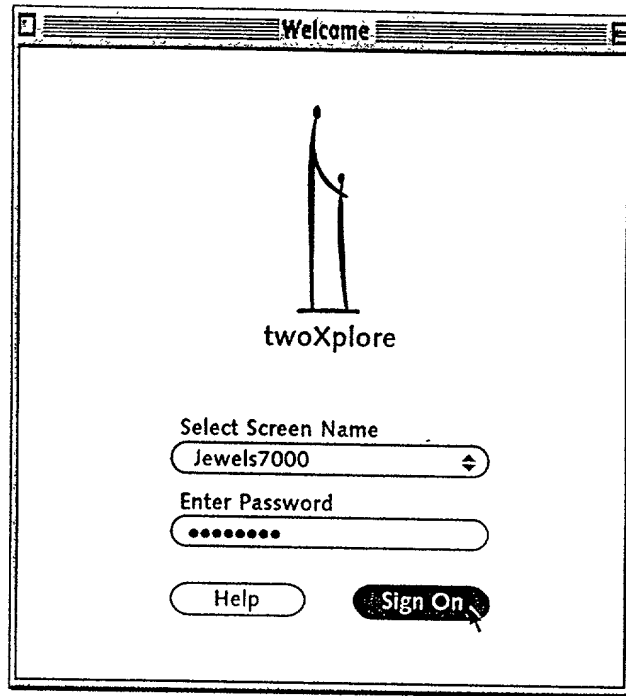 Welcome
twoXplore
Select Screen Name
Jewels7000
Enter Password
••••••••
Help
Sign On